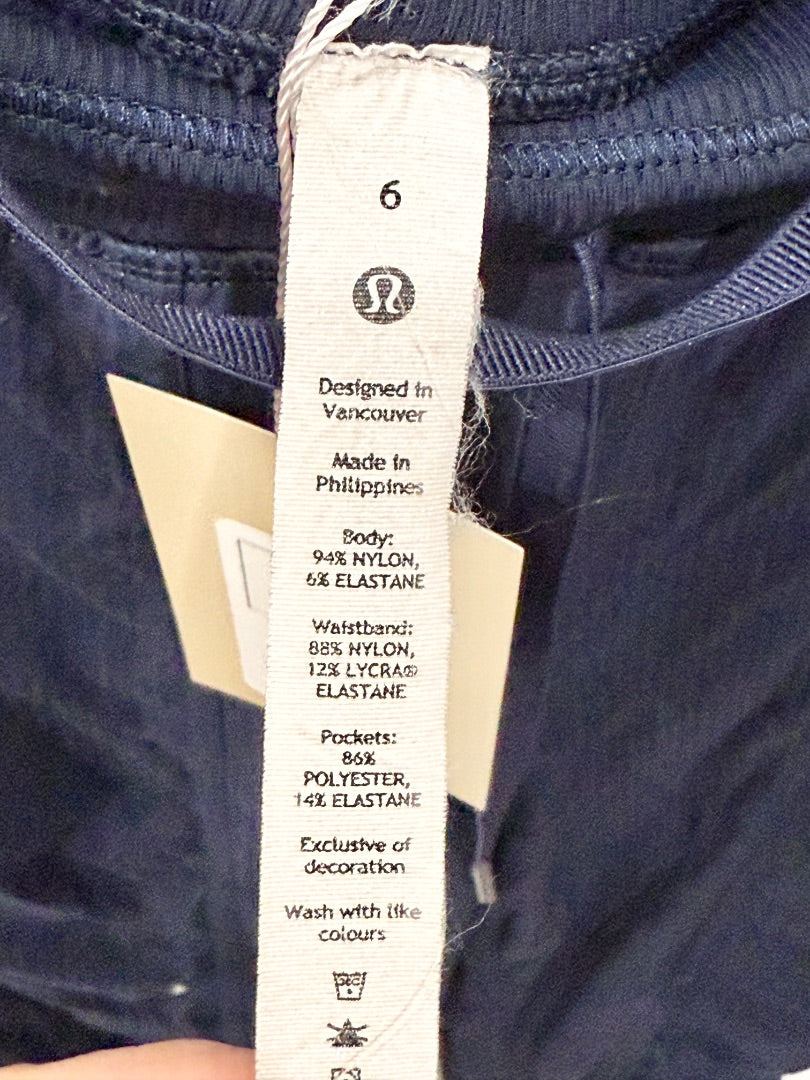 6
Designed in
Vancouver
Made in
Philippines
Body:
94% NYLON,
6% ELASTANE
Waistband:
88% NYLON,
12% LYCRA®
ELASTANE
Pockets:
86%
POLYESTER,
14% ELASTANE
Exclusive of
decoration
Wash with like
colours